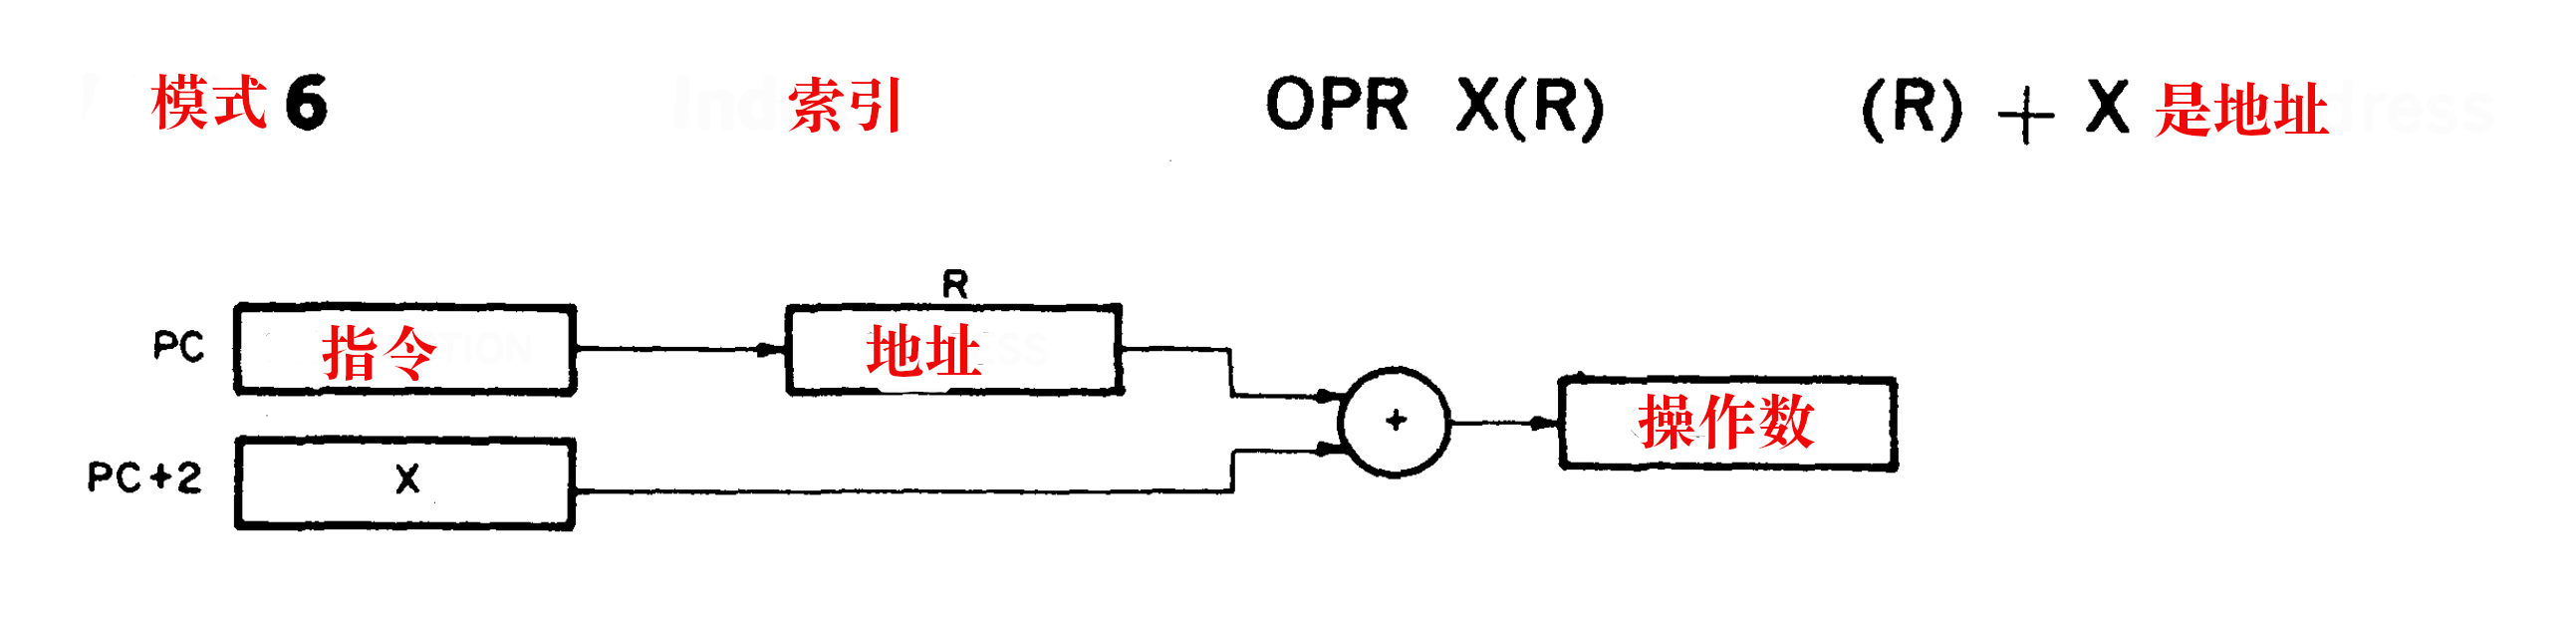 模式 6 索引 OPR X(R) (R) + X 是地址
R
PC 指令 地址
+ 操作数
PC+2 X